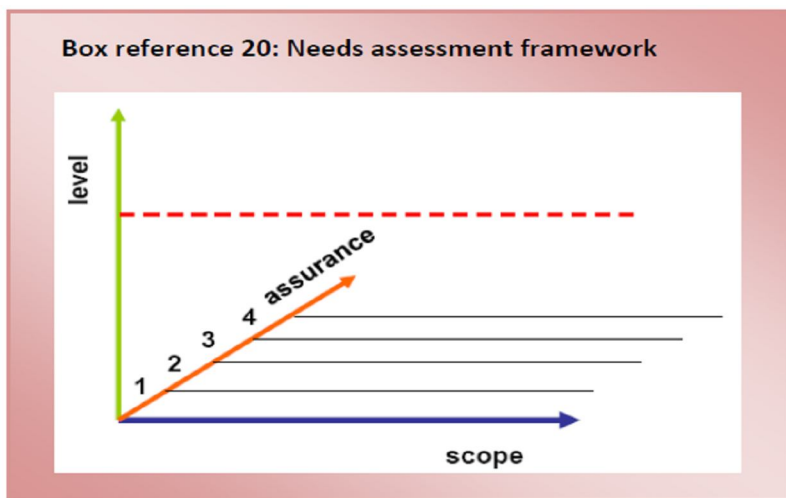 Box reference 20: Needs assessment framework
level
assurance
4
3
2
1
scope